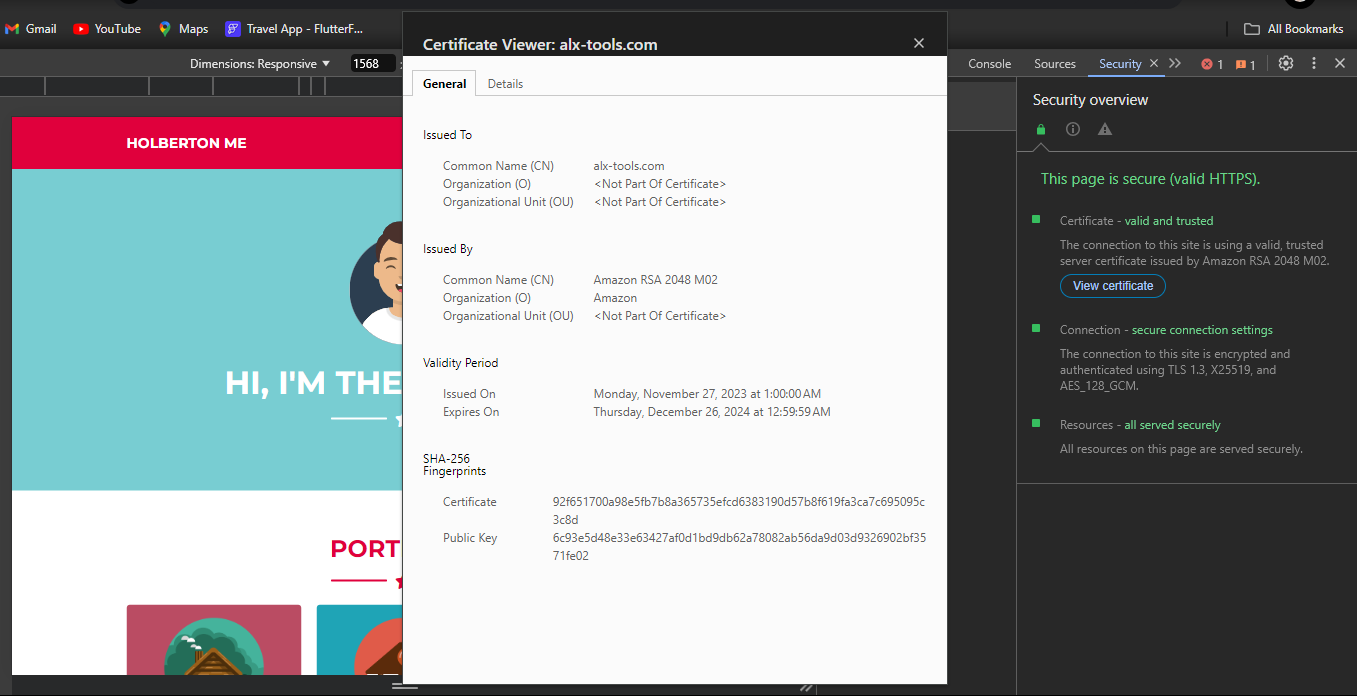 Gmail
YouTube
Maps
Travel App - FlutterF...
All Bookmarks
Dimensions: Responsive
1568
Console
Sources
Security
1
1
HOLBERTON ME
HI, I'M THE
PORT
Certificate Viewer: alx-tools.com
General
Details
Issued To
Common Name (CN) alx-tools.com
Organization (O) <Not Part Of Certificate>
Organizational Unit (OU) <Not Part Of Certificate>
Issued By
Common Name (CN) Amazon RSA 2048 M02
Organization (O) Amazon
Organizational Unit (OU) <Not Part Of Certificate>
Validity Period
Issued On Monday, November 27, 2023 at 1:00:00 AM
Expires On Thursday, December 26, 2024 at 12:59:59 AM
SHA-256
Fingerprints
Certificate 92f651700a98e5fb7b8a365735efcd6383190d57b8f619fa3ca7c695095c
3c8d
Public Key 6c93e5d48e33e63427af0d1bd9db62a78082ab56da9d03d9326902bf35
71fe02
Security overview
This page is secure (valid HTTPS).
Certificate - valid and trusted
The connection to this site is using a valid, trusted
server certificate issued by Amazon RSA 2048 M02.
View certificate
Connection - secure connection settings
The connection to this site is encrypted and
authenticated using TLS 1.3, X25519, and
AES_128_GCM.
Resources - all served securely
All resources on this page are served securely.